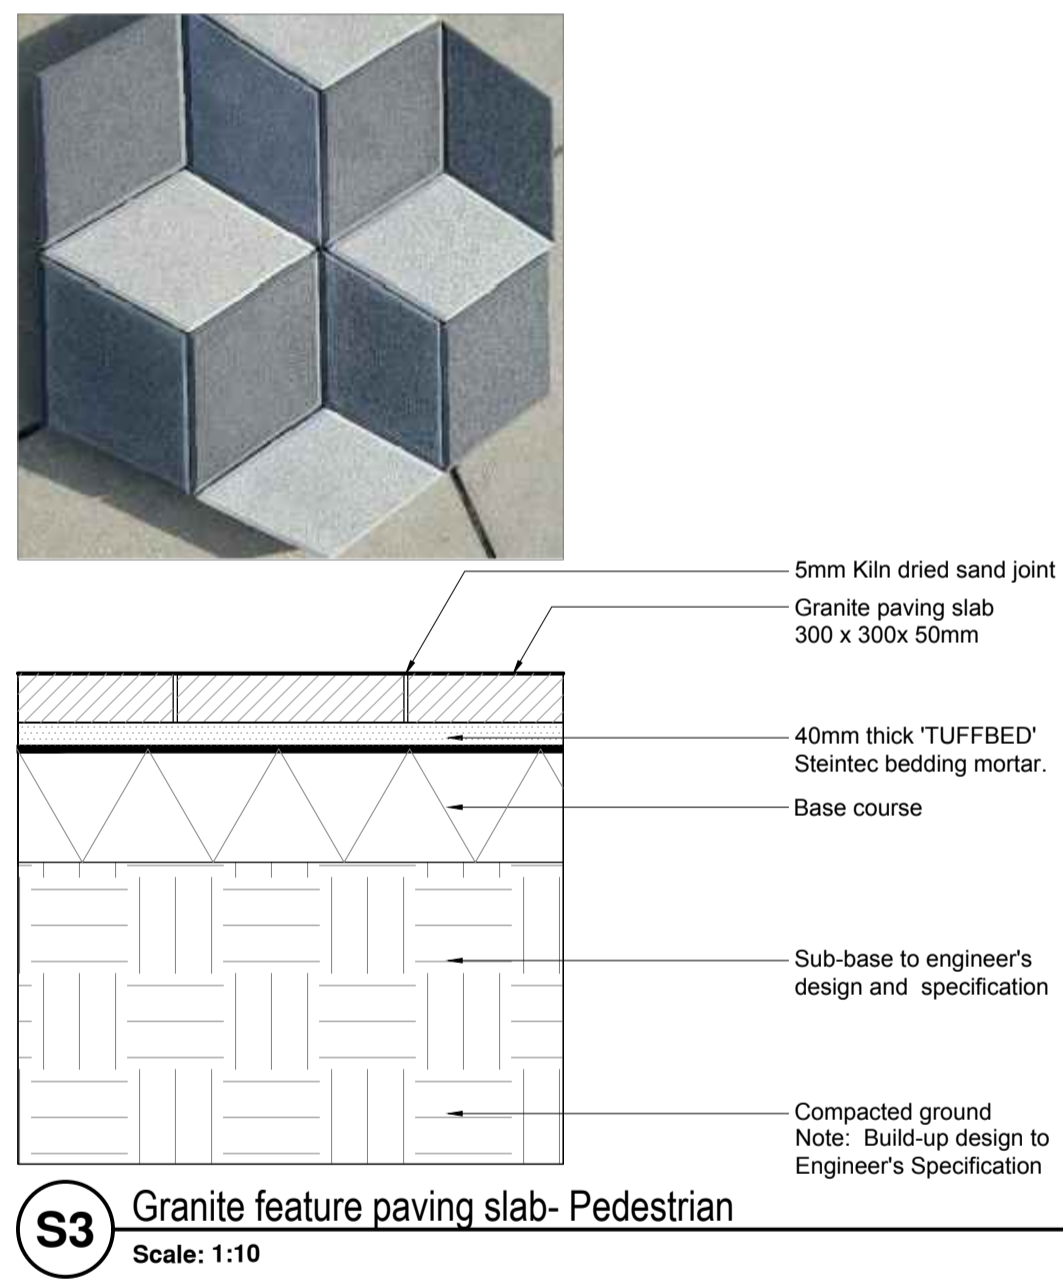 5mm Kiln dried sand joint
Granite paving slab
300 x 300x 50mm
40mm thick 'TUFFBED'
Steintec bedding mortar.
Base course
Sub-base to engineer's
design and  specification
Compacted ground
Note:  Build-up design to
Engineer's Specification
S3
Granite feature paving slab- Pedestrian
Scale: 1:10